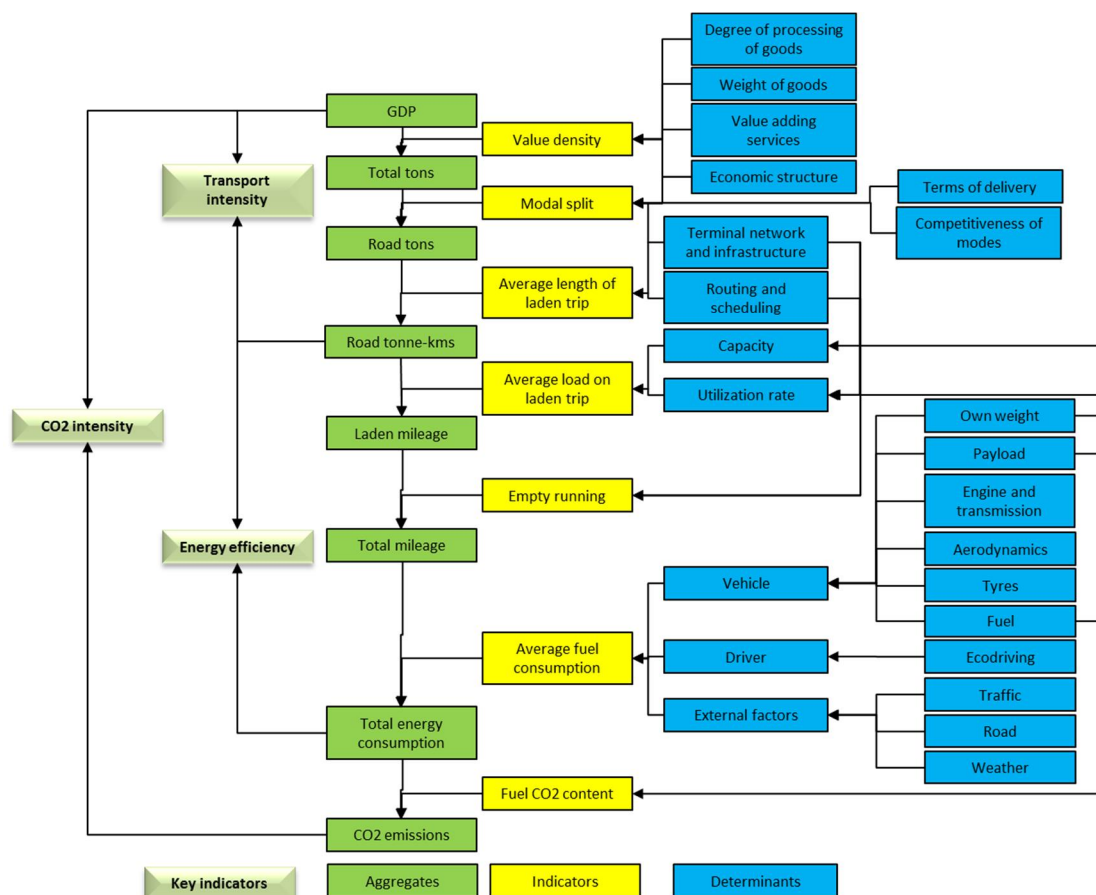 Degree of processing
of goods
Weight of goods
GDP
Value density
Value adding
services
Transport
intensity
Total tons
Economic structure
Modal split
Terms of delivery
Road tons
Terminal network
and infrastructure
Competitiveness of
modes
Average length of
laden trip
Routing and
scheduling
Road tonne-kms
Capacity
Average load on
laden trip
Utilization rate
CO2 intensity
Laden mileage
Own weight
Payload
Empty running
Engine and
transmission
Energy efficiency
Total mileage
Aerodynamics
Vehicle
Tyres
Fuel
Average fuel
consumption
Driver
Ecodriving
Traffic
External factors
Total energy
consumption
Road
Weather
Fuel CO2 content
CO2 emissions
Key indicators
Aggregates
Indicators
Determinants